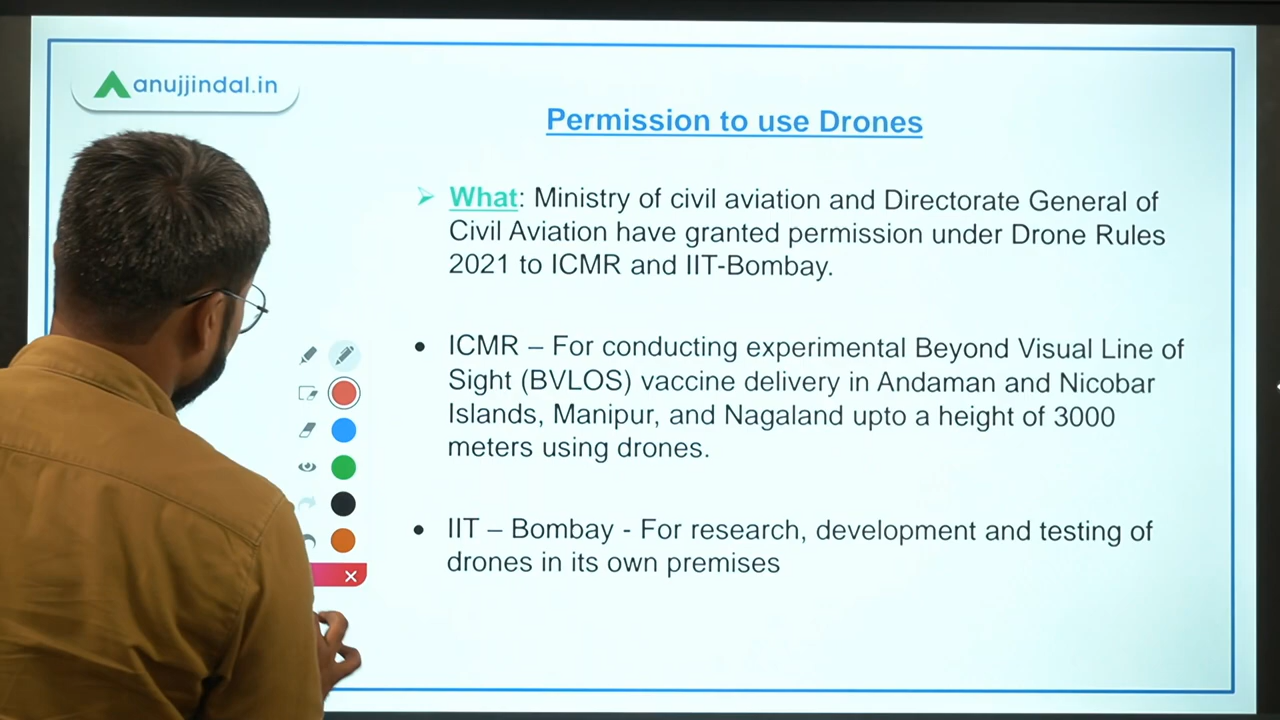 anujjindal.in
Permission to use Drones
➢ What: Ministry of civil aviation and Directorate General of
Civil Aviation have granted permission under Drone Rules
2021 to ICMR and IIT-Bombay.
• ICMR – For conducting experimental Beyond Visual Line of
Sight (BVLOS) vaccine delivery in Andaman and Nicobar
Islands, Manipur, and Nagaland upto a height of 3000
meters using drones.
• IIT – Bombay - For research, development and testing of
drones in its own premises